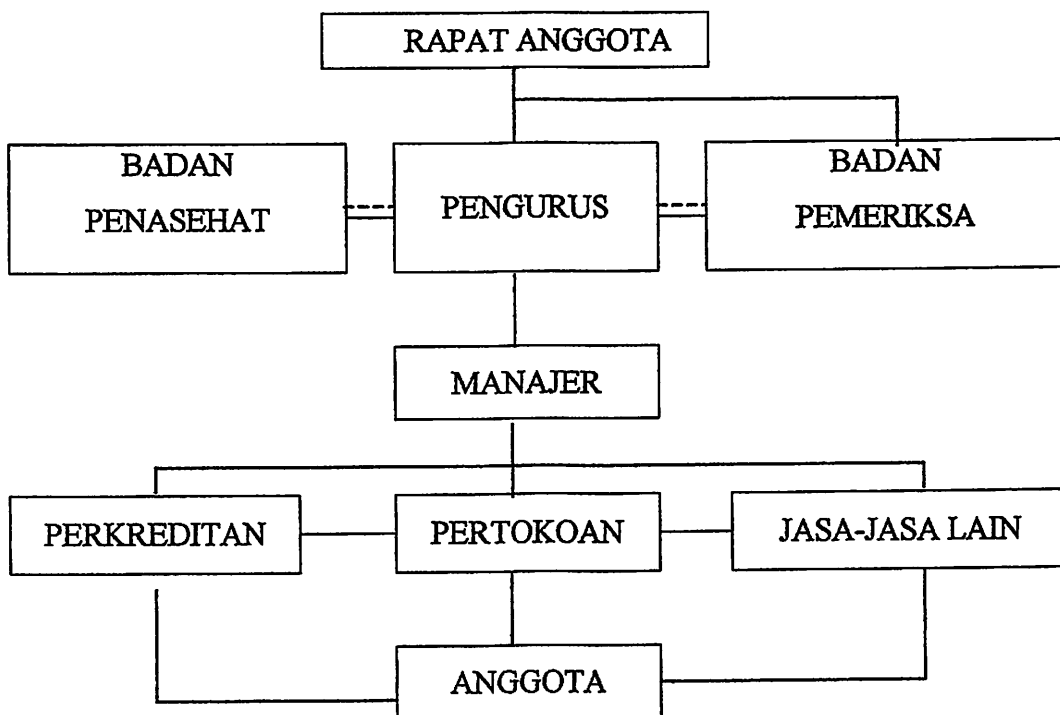 RAPAT ANGGOTA
BADAN
PENASEHAT
PENGURUS
BADAN
PEMERIKSA
MANAJER
PERKREDITAN
PERTOKOAN
JASA-JASA LAIN
ANGGOTA